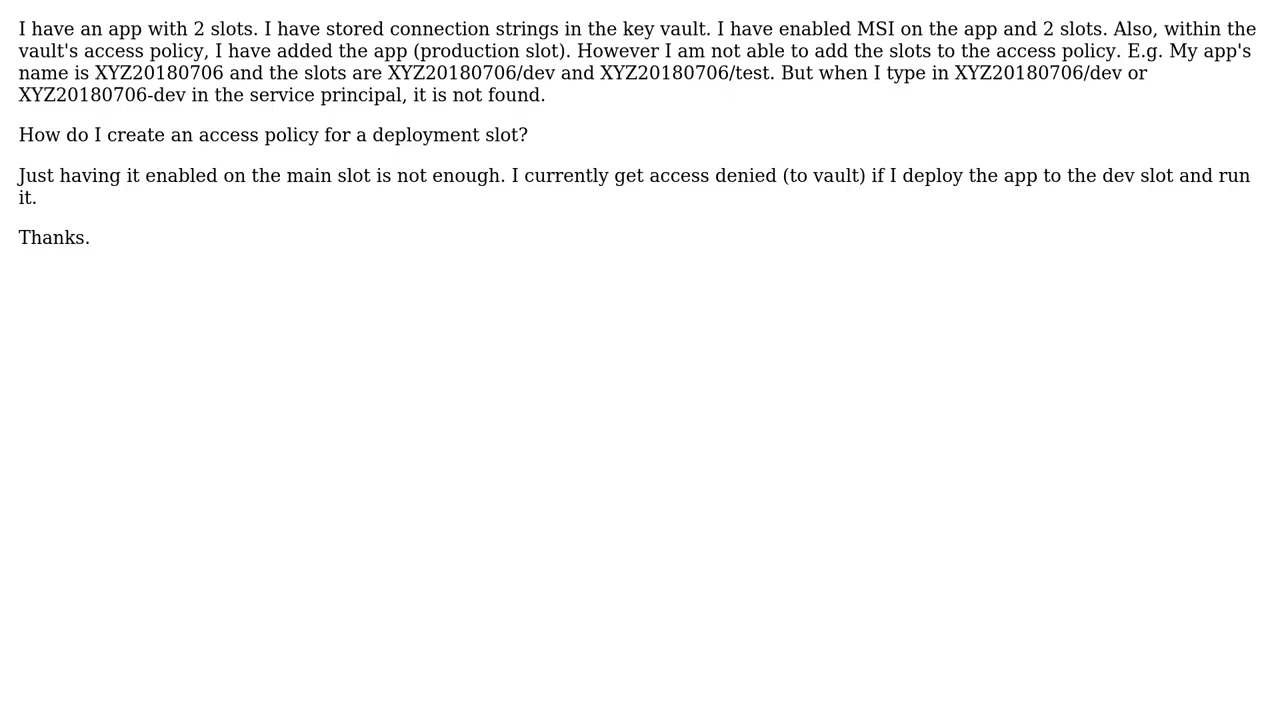 I have an app with 2 slots. I have stored connection strings in the key vault. I have enabled MSI on the app and 2 slots. Also, within the
vault's access policy, I have added the app (production slot). However I am not able to add the slots to the access policy. E.g. My app's
name is XYZ20180706 and the slots are XYZ20180706/dev and XYZ20180706/test. But when I type in XYZ20180706/dev or
XYZ20180706-dev in the service principal, it is not found.
How do I create an access policy for a deployment slot?
Just having it enabled on the main slot is not enough. I currently get access denied (to vault) if I deploy the app to the dev slot and run
it.
Thanks.